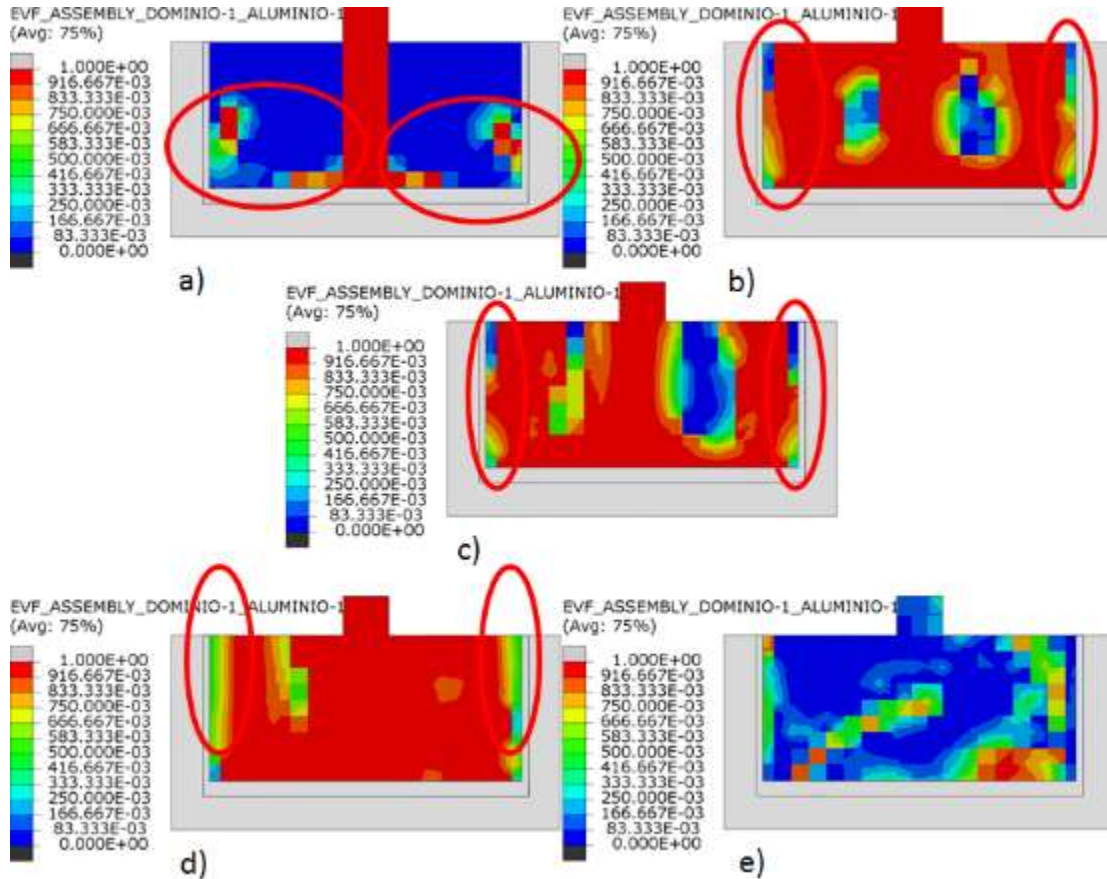 EVF_ASSEMBLY_DOMINIO-1_ALUMINIO-1
(Avg: 75%)
1.000E+00
916.667E-03
833.333E-03
750.000E-03
666.667E-03
583.333E-03
500.000E-03
416.667E-03
333.333E-03
250.000E-03
166.667E-03
83.333E-03
0.000E+00
a)
EVF_ASSEMBLY_DOMINIO-1_ALUMINIO-1
(Avg: 75%)
1.000E+00
916.667E-03
833.333E-03
750.000E-03
666.667E-03
583.333E-03
500.000E-03
416.667E-03
333.333E-03
250.000E-03
166.667E-03
83.333E-03
0.000E+00
b)
EVF_ASSEMBLY_DOMINIO-1_ALUMINIO-1
(Avg: 75%)
1.000E+00
916.667E-03
833.333E-03
750.000E-03
666.667E-03
583.333E-03
500.000E-03
416.667E-03
333.333E-03
250.000E-03
166.667E-03
83.333E-03
0.000E+00
c)
EVF_ASSEMBLY_DOMINIO-1_ALUMINIO-1
(Avg: 75%)
1.000E+00
916.667E-03
833.333E-03
750.000E-03
666.667E-03
583.333E-03
500.000E-03
416.667E-03
333.333E-03
250.000E-03
166.667E-03
83.333E-03
0.000E+00
d)
EVF_ASSEMBLY_DOMINIO-1_ALUMINIO-1
(Avg: 75%)
1.000E+00
916.667E-03
833.333E-03
750.000E-03
666.667E-03
583.333E-03
500.000E-03
416.667E-03
333.333E-03
250.000E-03
166.667E-03
83.333E-03
0.000E+00
e)